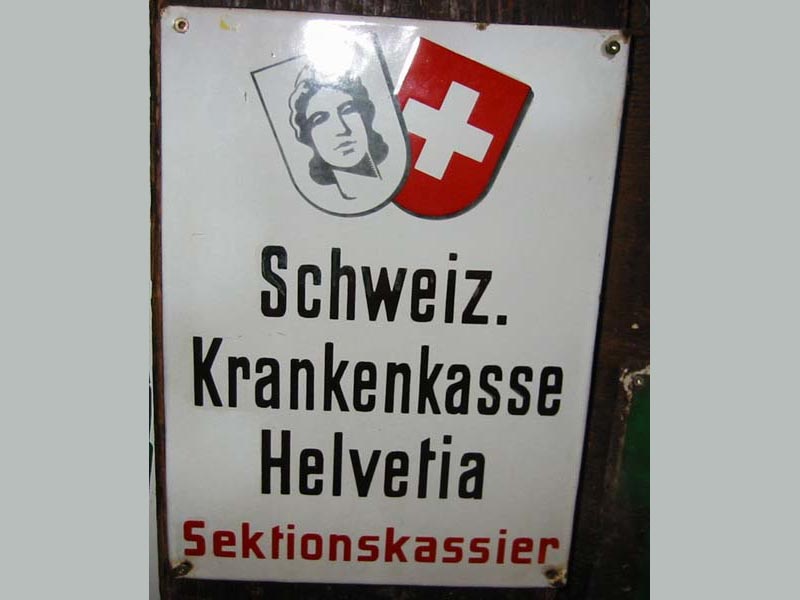 Schweiz.
Krankenkasse
Helvetia
Sektionskassier